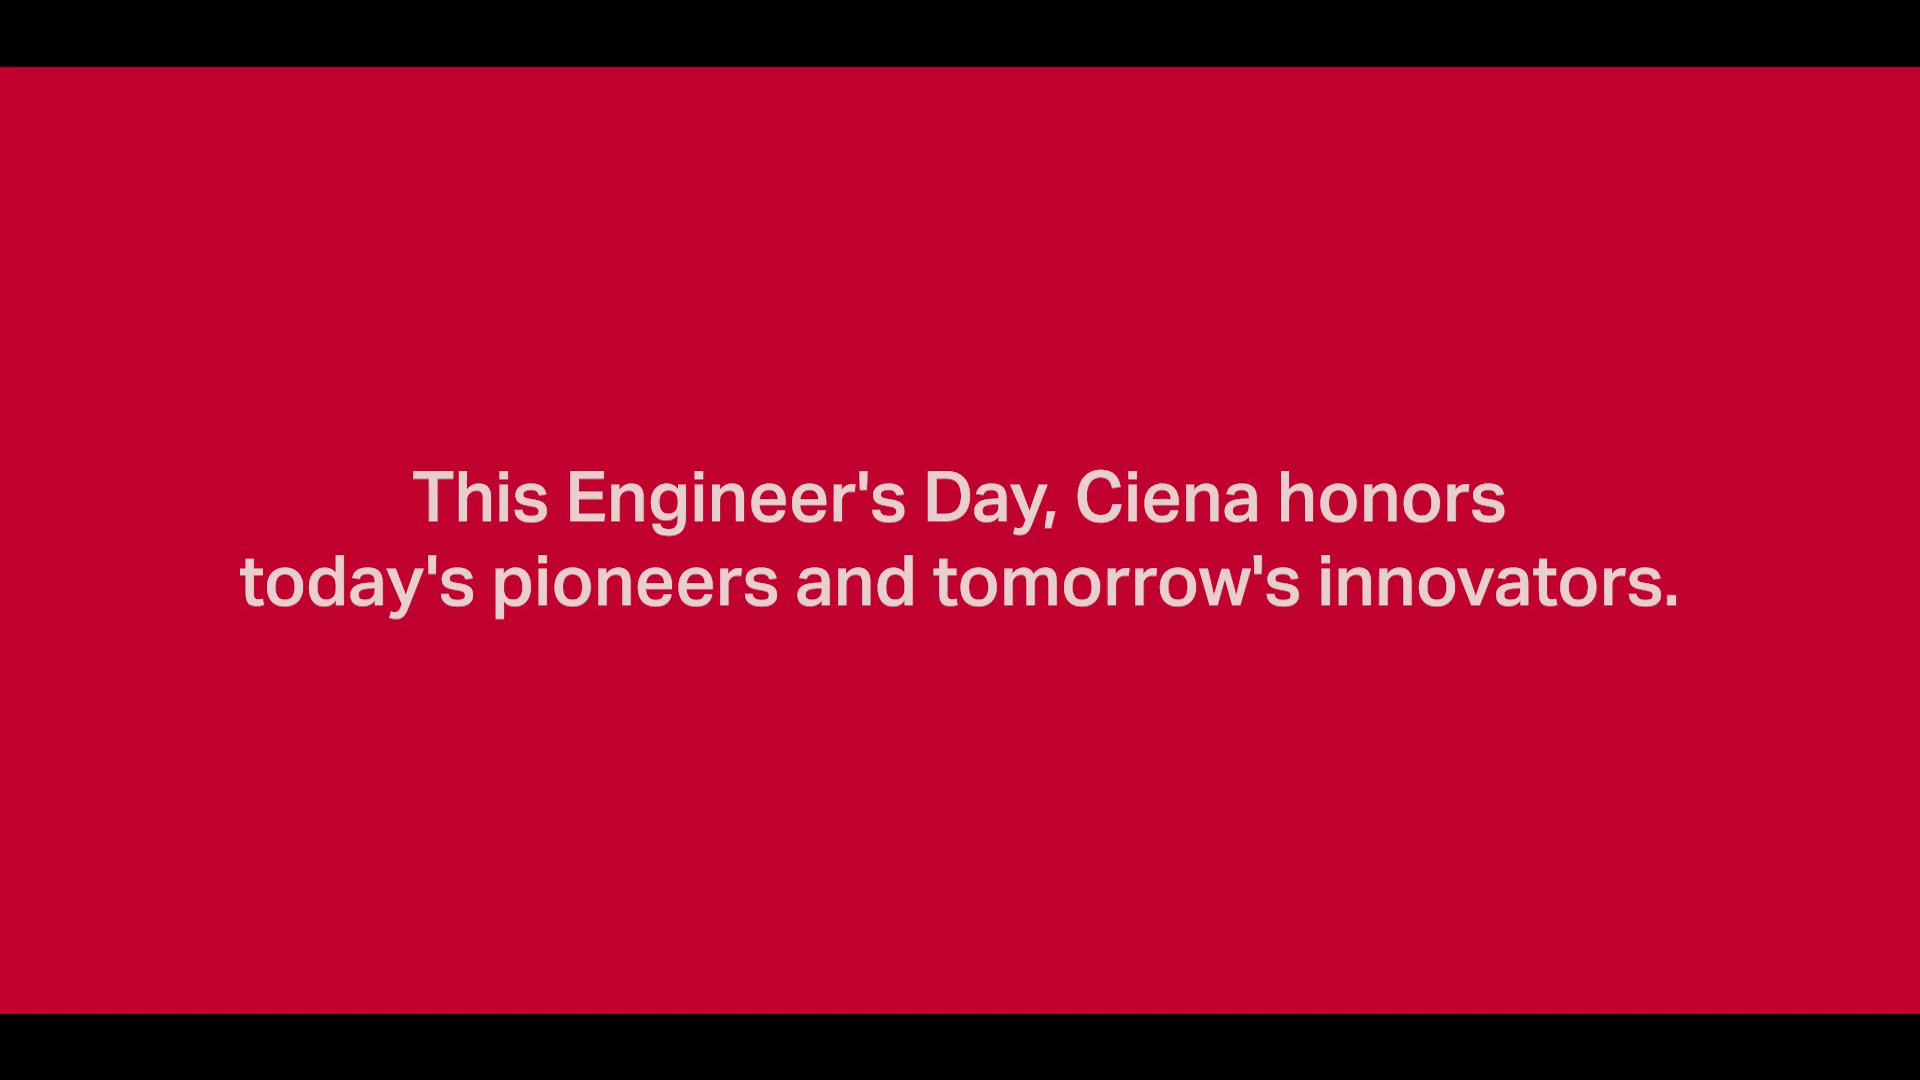 This Engineer's Day, Ciena honors
today's pioneers and tomorrow's innovators.